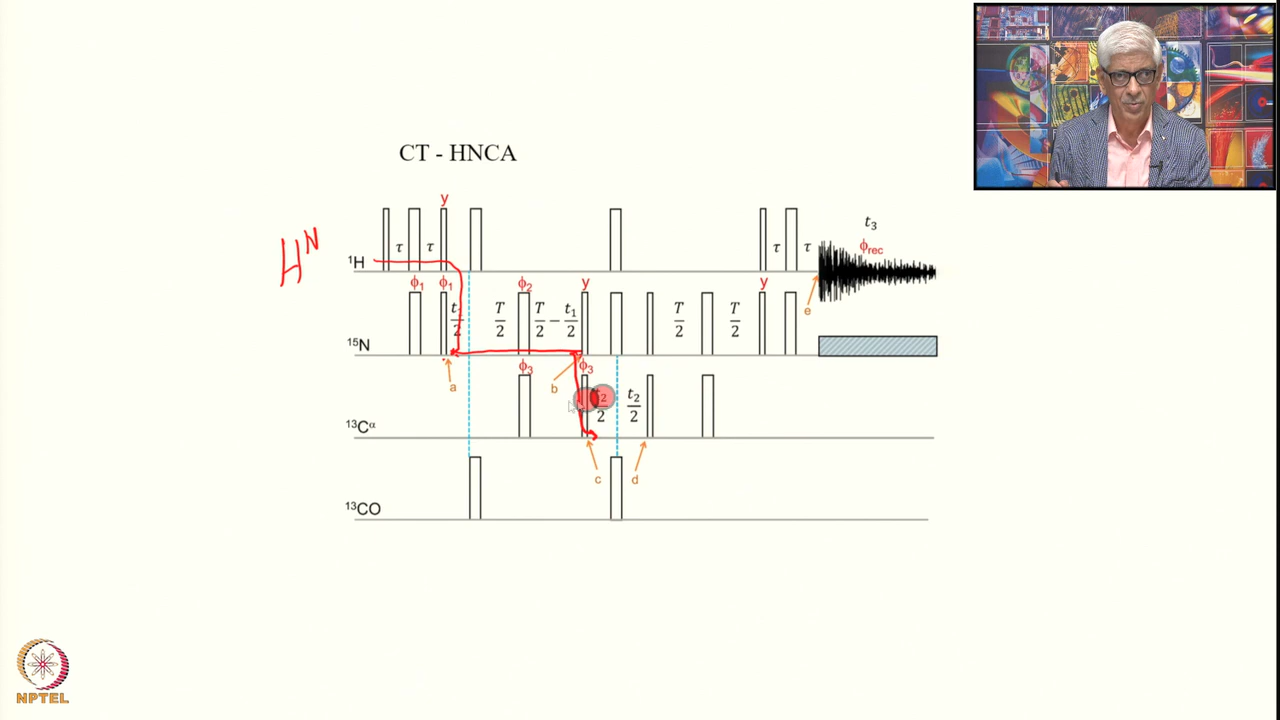 CT - HNCA
y
H^N
τ τ τ τ
t₃
ϕrec
¹H
ϕ₁ ϕ₁ ϕ₂ y y
t₁/2 T/2 T/2 − t₁/2 T/2 T/2
e
¹⁵N
a b
ϕ₃ ϕ₃
t₂/2 t₂/2
¹³Cᵅ
c d
¹³CO
NPTEL